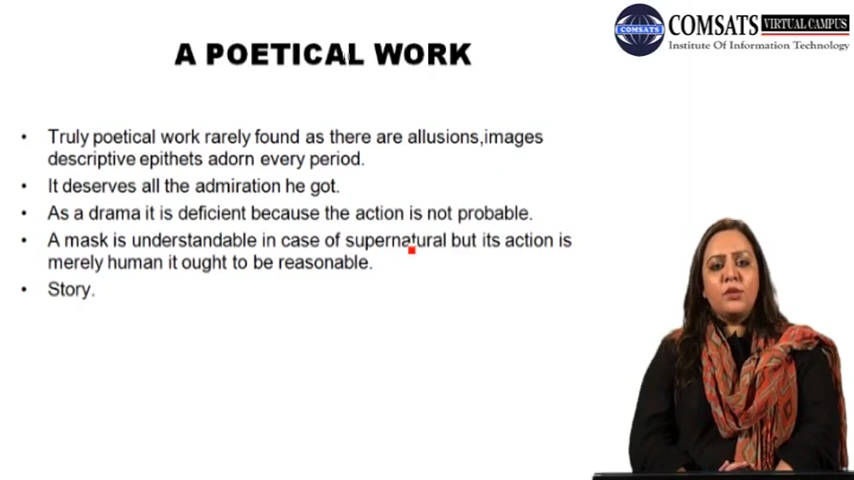 COMSATS VIRTUAL CAMPUS
Institute Of Information Technology
COMSATS
A POETICAL WORK
• Truly poetical work rarely found as there are allusions,images
descriptive epithets adorn every period.
• It deserves all the admiration he got.
• As a drama it is deficient because the action is not probable.
• A mask is understandable in case of supernatural but its action is
merely human it ought to be reasonable.
• Story.